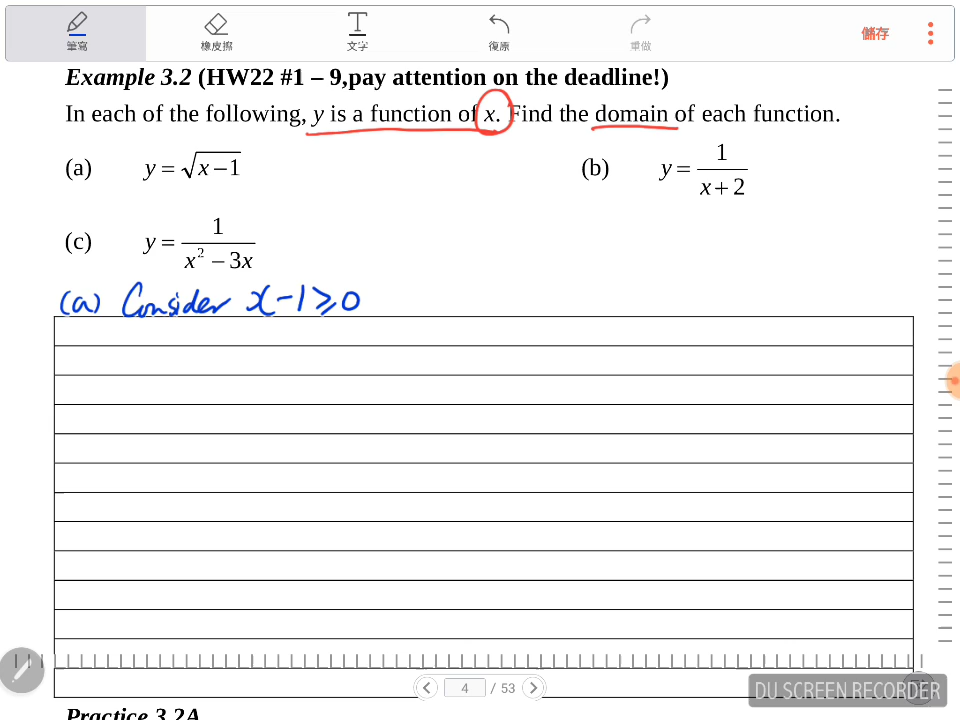 筆寫 橡皮擦 文字 復原 重做 儲存
Example 3.2 (HW22 #1 – 9,pay attention on the deadline!)
In each of the following, y is a function of x. Find the domain of each function.
(a) y = √(x – 1) (b) y = 1/(x + 2)
(c) y = 1/(x² – 3x)
(a) Consider x – 1 ≥ 0
4 / 53
DU SCREEN RECORDER
Practice 3.2A